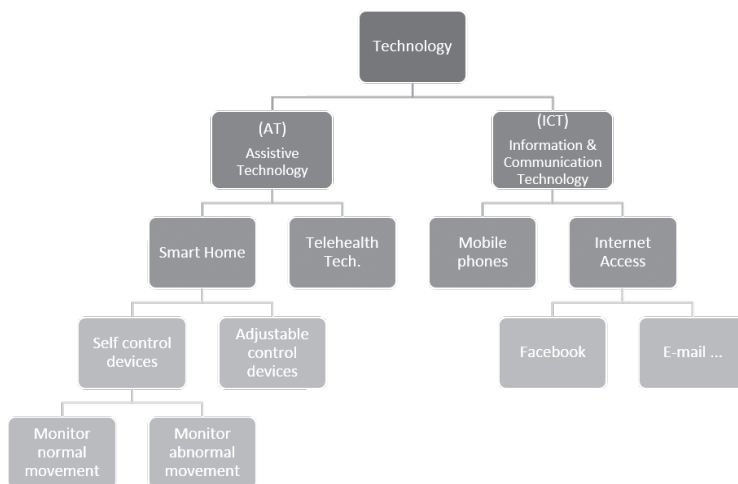 Technology
(AT)
Assistive
Technology
(ICT)
Information &
Communication
Technology
Smart Home
Telehealth
Tech.
Mobile
phones
Internet
Access
Self control
devices
Adjustable
control
devices
Facebook
E-mail ...
Monitor
normal
movement
Monitor
abnormal
movement